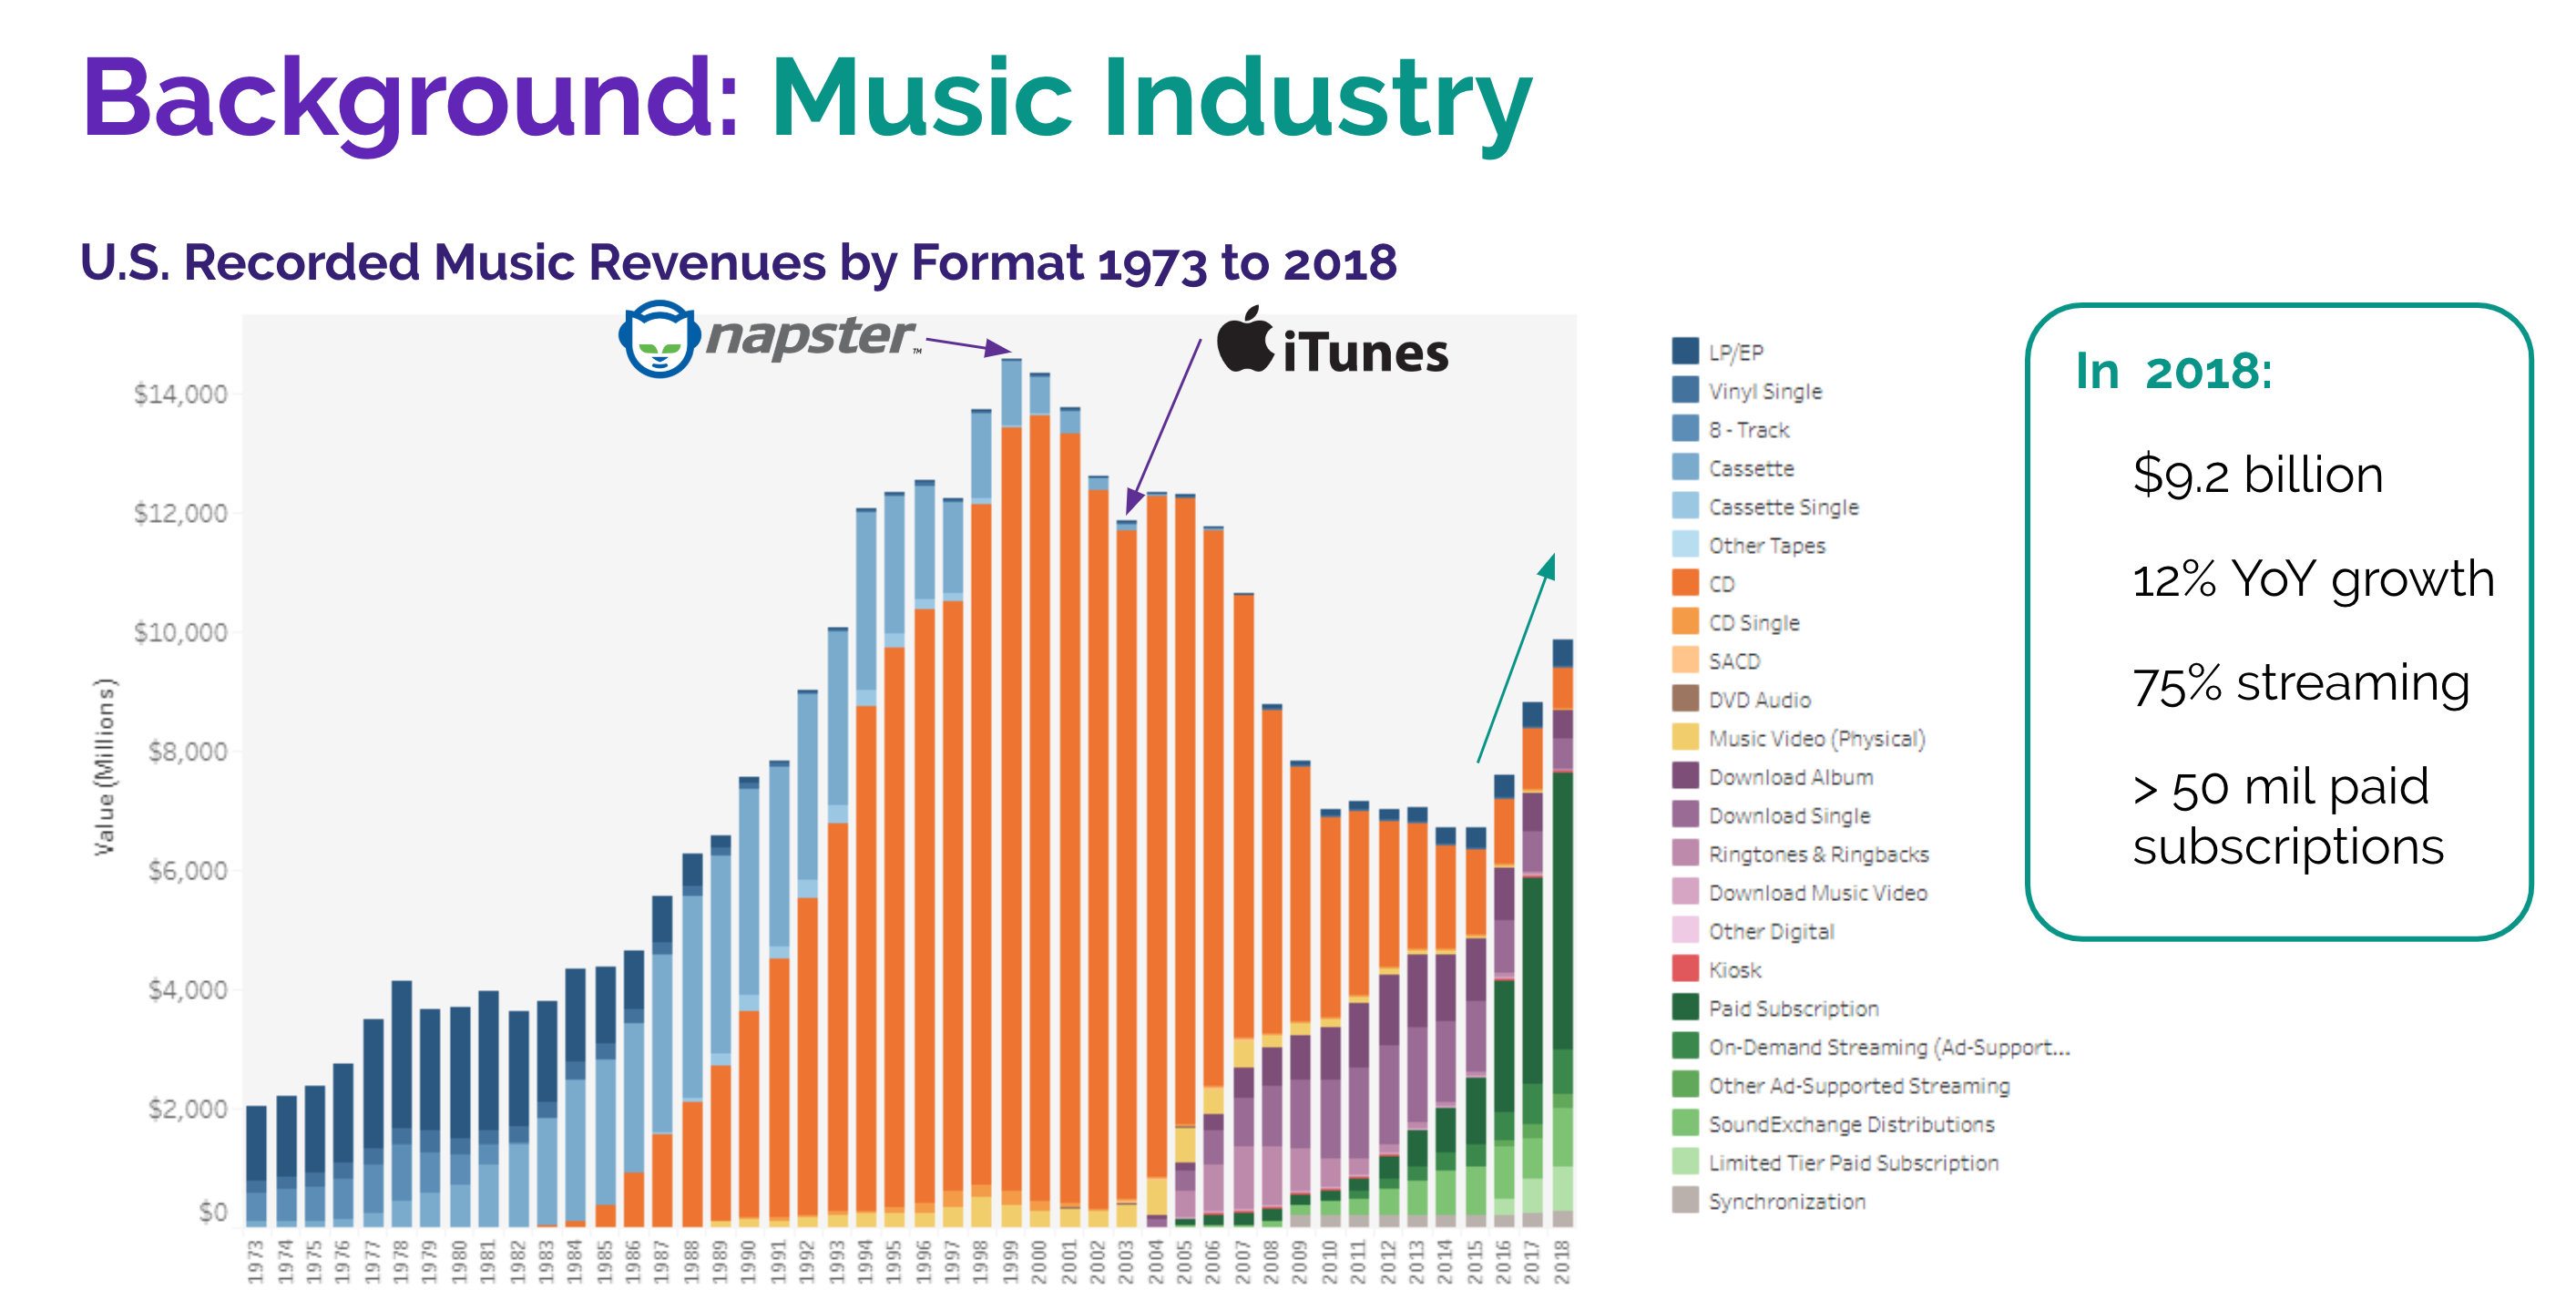 Background: Music Industry
U.S. Recorded Music Revenues by Format 1973 to 2018
napster™
iTunes
Value (Millions)
$14,000
$12,000
$10,000
$8,000
$6,000
$4,000
$2,000
$0
1973
1974
1975
1976
1977
1978
1979
1980
1981
1982
1983
1984
1985
1986
1987
1988
1989
1990
1991
1992
1993
1994
1995
1996
1997
1998
1999
2000
2001
2002
2003
2004
2005
2006
2007
2008
2009
2010
2011
2012
2013
2014
2015
2016
2017
2018
LP/EP
Vinyl Single
8 - Track
Cassette
Cassette Single
Other Tapes
CD
CD Single
SACD
DVD Audio
Music Video (Physical)
Download Album
Download Single
Ringtones & Ringbacks
Download Music Video
Other Digital
Kiosk
Paid Subscription
On-Demand Streaming (Ad-Support...
Other Ad-Supported Streaming
SoundExchange Distributions
Limited Tier Paid Subscription
Synchronization
In 2018:
$9.2 billion
12% YoY growth
75% streaming
> 50 mil paid
subscriptions